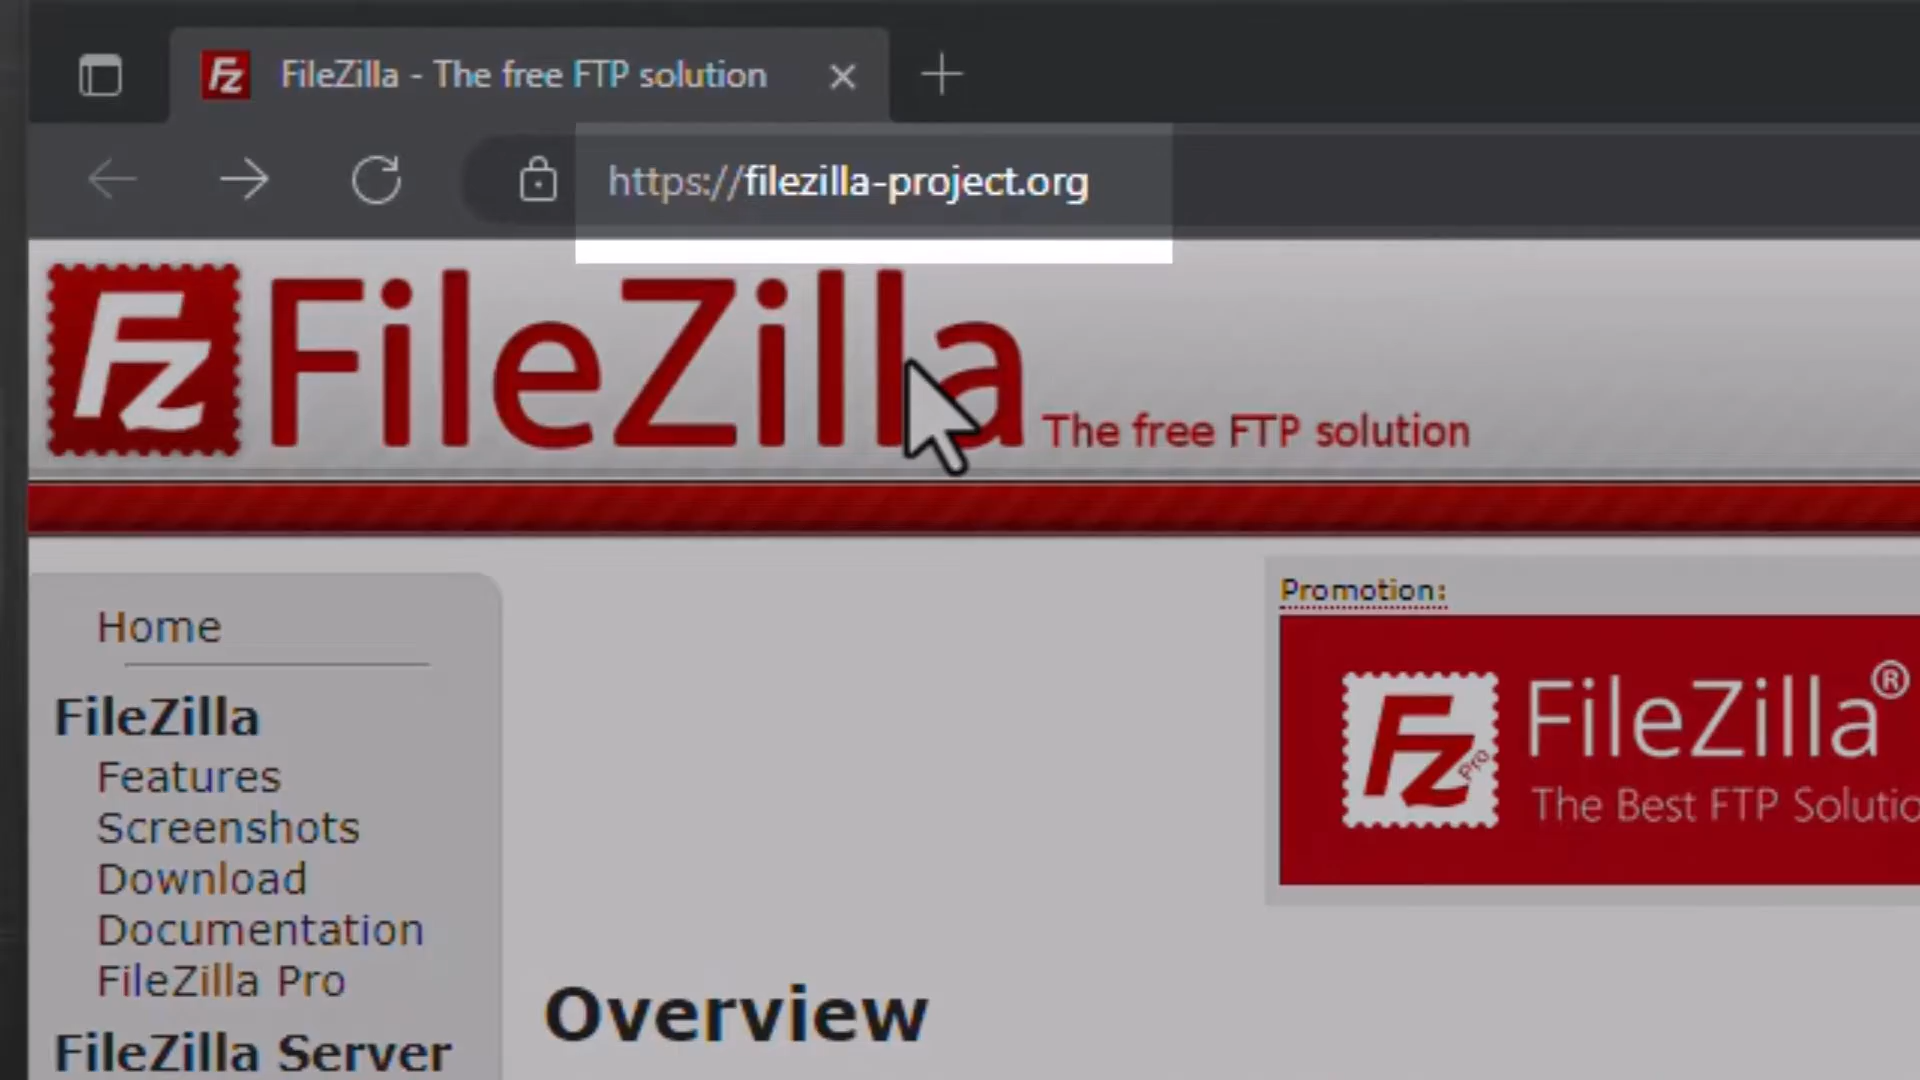 FileZilla - The free FTP solution
https://filezilla-project.org
Fz FileZilla The free FTP solution
Promotion:
Home
FileZilla
Features
Screenshots
Download
Documentation
FileZilla Pro
FileZilla Server
Fz Pro FileZilla®
The Best FTP Solutio
Overview